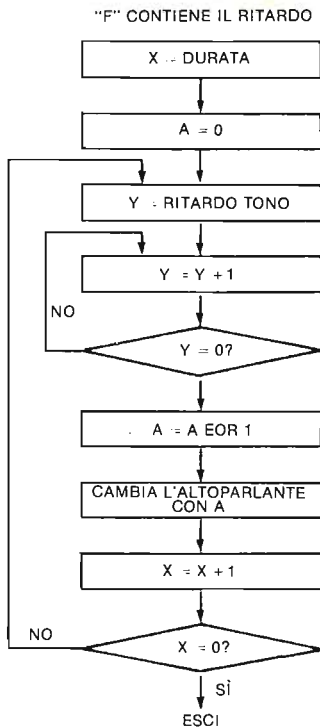 "F" CONTIENE IL RITARDO
X = DURATA
A = 0
Y = RITARDO TONO
Y = Y + 1
NO
Y = 0?
A = A EOR 1
CAMBIA L'ALTOPARLANTE
CON A
X = X + 1
NO
X = 0?
SÌ
ESCI